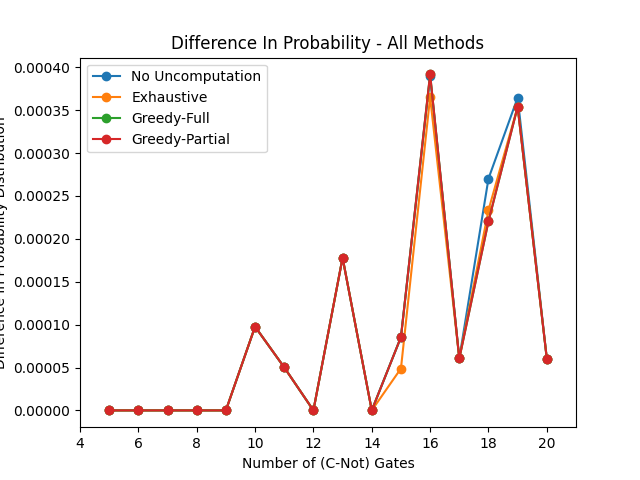 Difference In Probability - All Methods
No Uncomputation
Exhaustive
Greedy-Full
Greedy-Partial
0.00040
0.00035
0.00030
0.00025
0.00020
0.00015
0.00010
0.00005
0.00000
Difference in Probability Distribution
4 6 8 10 12 14 16 18 20
Number of (C-Not) Gates